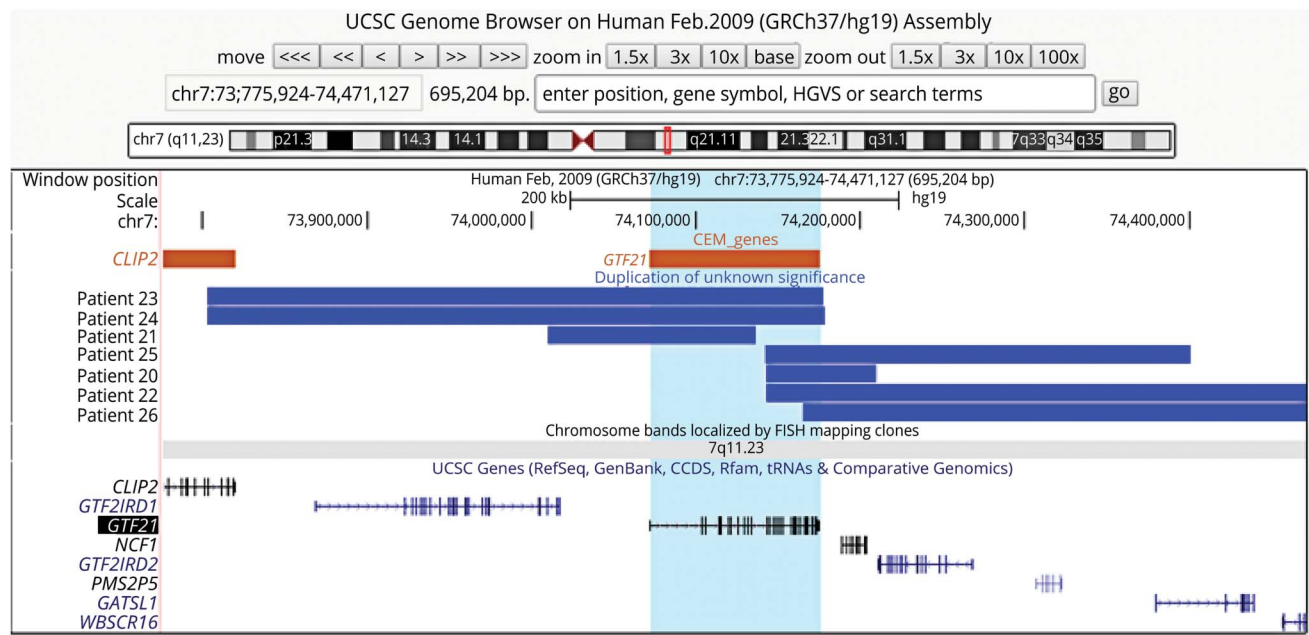 UCSC Genome Browser on Human Feb.2009 (GRCh37/hg19) Assembly
move <<< << < > >> >>> zoom in 1.5x 3x 10x base zoom out 1.5x 3x 10x 100x
chr7:73;775,924-74,471,127 695,204 bp. enter position, gene symbol, HGVS or search terms go
chr7 (q11,23) p21.3 14.3 14.1 q21.11 21.322.1 q31.1 7q33q34 q35
Window position Human Feb, 2009 (GRCh37/hg19) chr7:73,775,924-74,471,127 (695,204 bp)
Scale 200 kb hg19
chr7: 73,900,000 74,000,000 74,100,000 74,200,000 74,300,000 74,400,000
CEM_genes
CLIP2 GTF21
Duplication of unknown significance
Patient 23
Patient 24
Patient 21
Patient 25
Patient 20
Patient 22
Patient 26
Chromosome bands localized by FISH mapping clones
7q11.23
UCSC Genes (RefSeq, GenBank, CCDS, Rfam, tRNAs & Comparative Genomics)
CLIP2
GTF2IRD1
GTF21
NCF1
GTF2IRD2
PMS2P5
GATSL1
WBSCR16